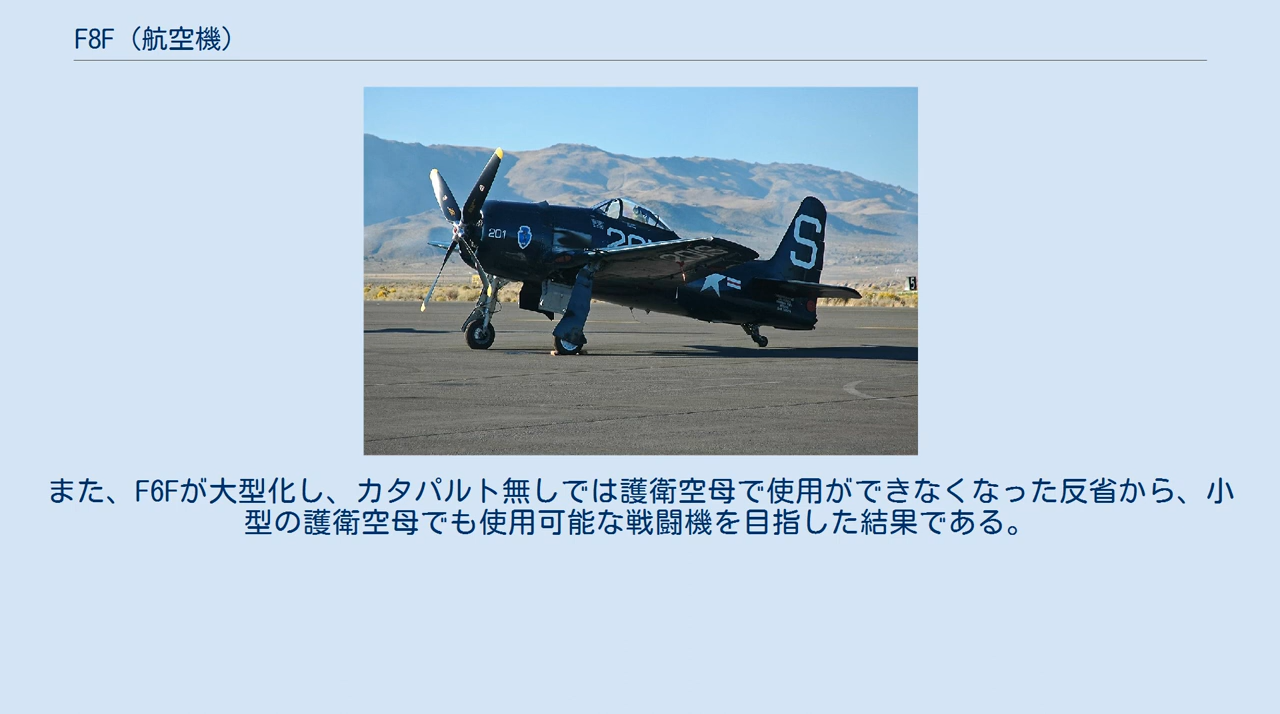 F8F（航空機）
201
S
5
また、F6Fが大型化し、カタパルト無しでは護衛空母で使用ができなくなった反省から、小
型の護衛空母でも使用可能な戦闘機を目指した結果である。